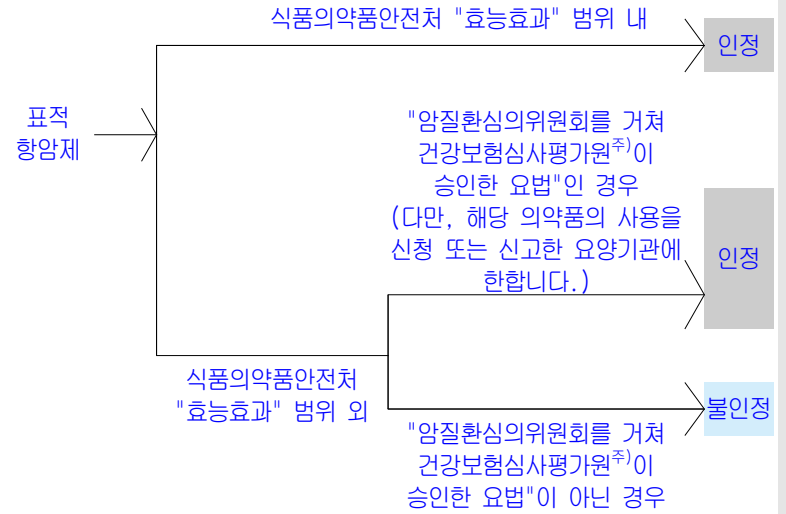 식품의약품안전처 "효능효과" 범위 내
인정
표적
항암제
"암질환심의위원회를 거쳐
건강보험심사평가원주)이
승인한 요법"인 경우
(다만, 해당 의약품의 사용을
신청 또는 신고한 요양기관에
한합니다.)
인정
식품의약품안전처
"효능효과" 범위 외
불인정
"암질환심의위원회를 거쳐
건강보험심사평가원주)이
승인한 요법"이 아닌 경우